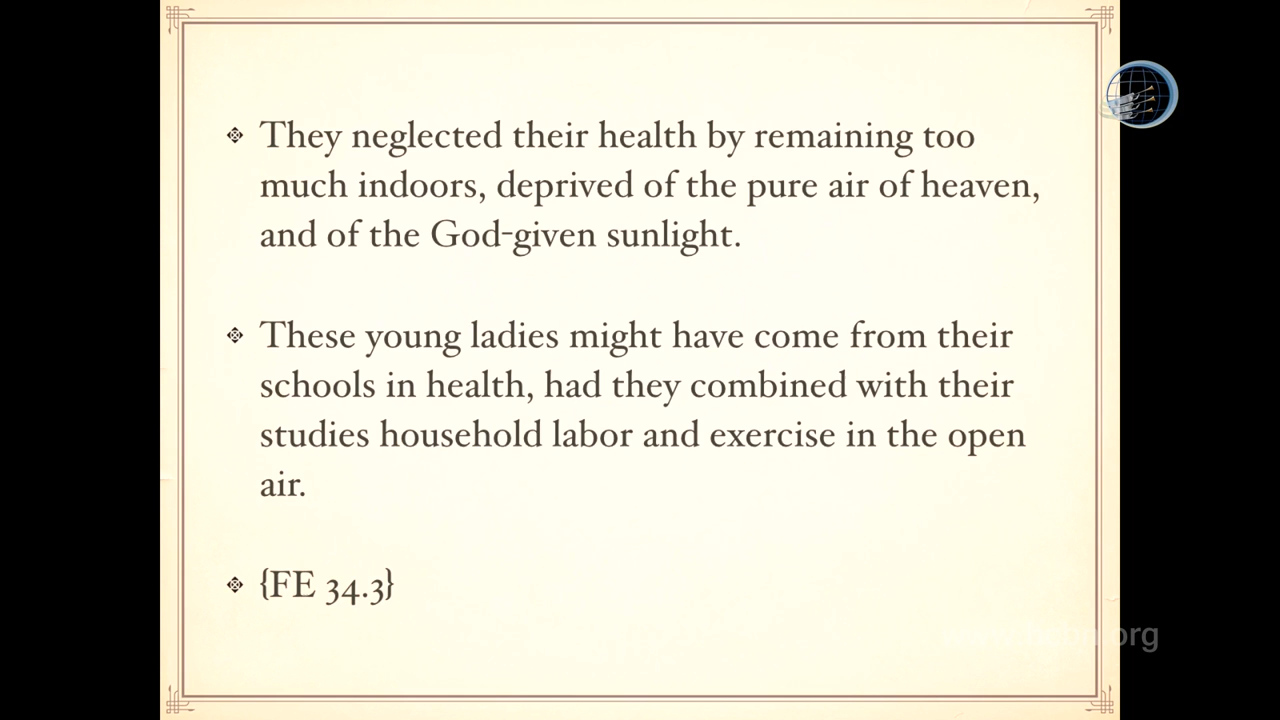 They neglected their health by remaining too
much indoors, deprived of the pure air of heaven,
and of the God-given sunlight.
These young ladies might have come from their
schools in health, had they combined with their
studies household labor and exercise in the open
air.
{FE 34.3}